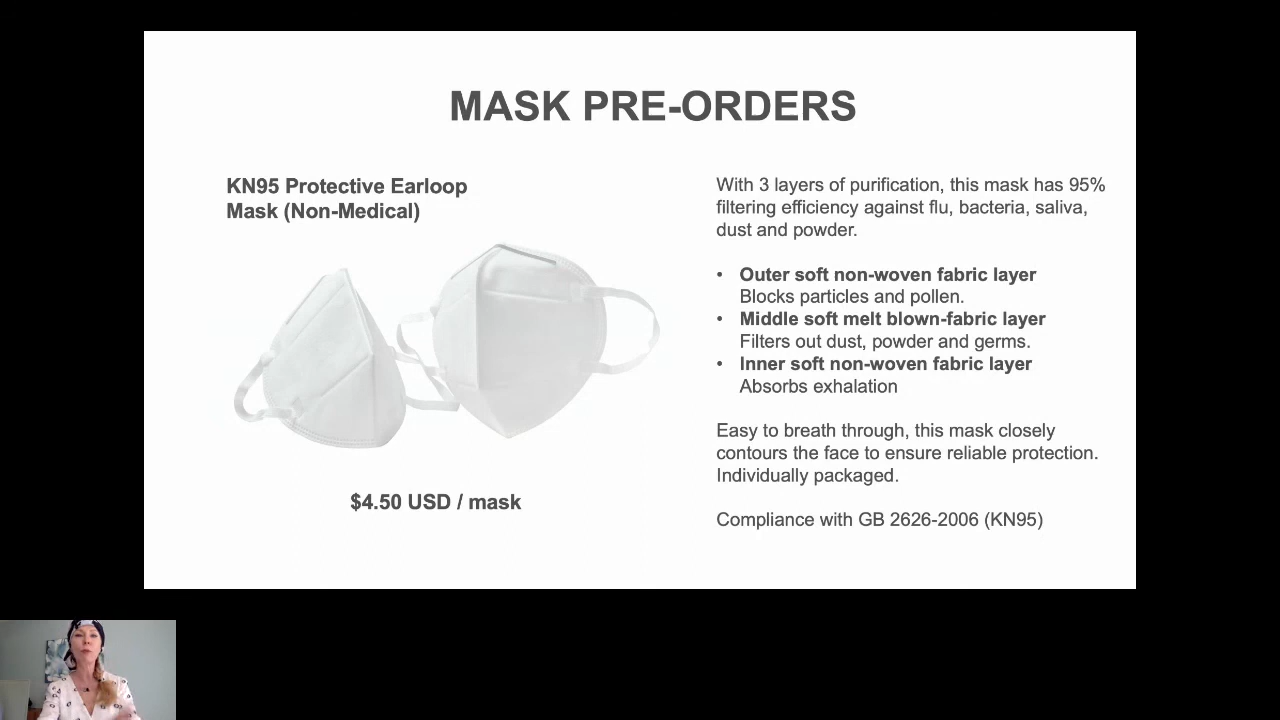 MASK PRE-ORDERS
KN95 Protective Earloop
Mask (Non-Medical)
$4.50 USD / mask
With 3 layers of purification, this mask has 95%
filtering efficiency against flu, bacteria, saliva,
dust and powder.
• Outer soft non-woven fabric layer
Blocks particles and pollen.
• Middle soft melt blown-fabric layer
Filters out dust, powder and germs.
• Inner soft non-woven fabric layer
Absorbs exhalation
Easy to breath through, this mask closely
contours the face to ensure reliable protection.
Individually packaged.
Compliance with GB 2626-2006 (KN95)